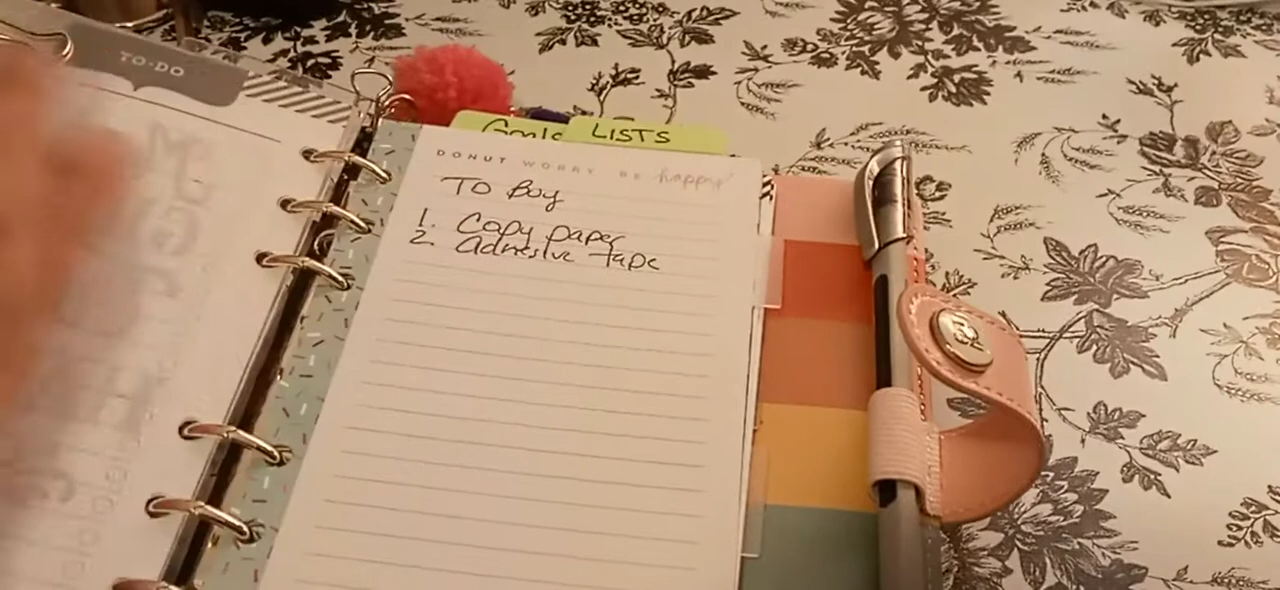 TO-DO
Goals
LISTS
DONUT WORRY BE happy
To Buy
1. Copy paper
2. Adhesive tape